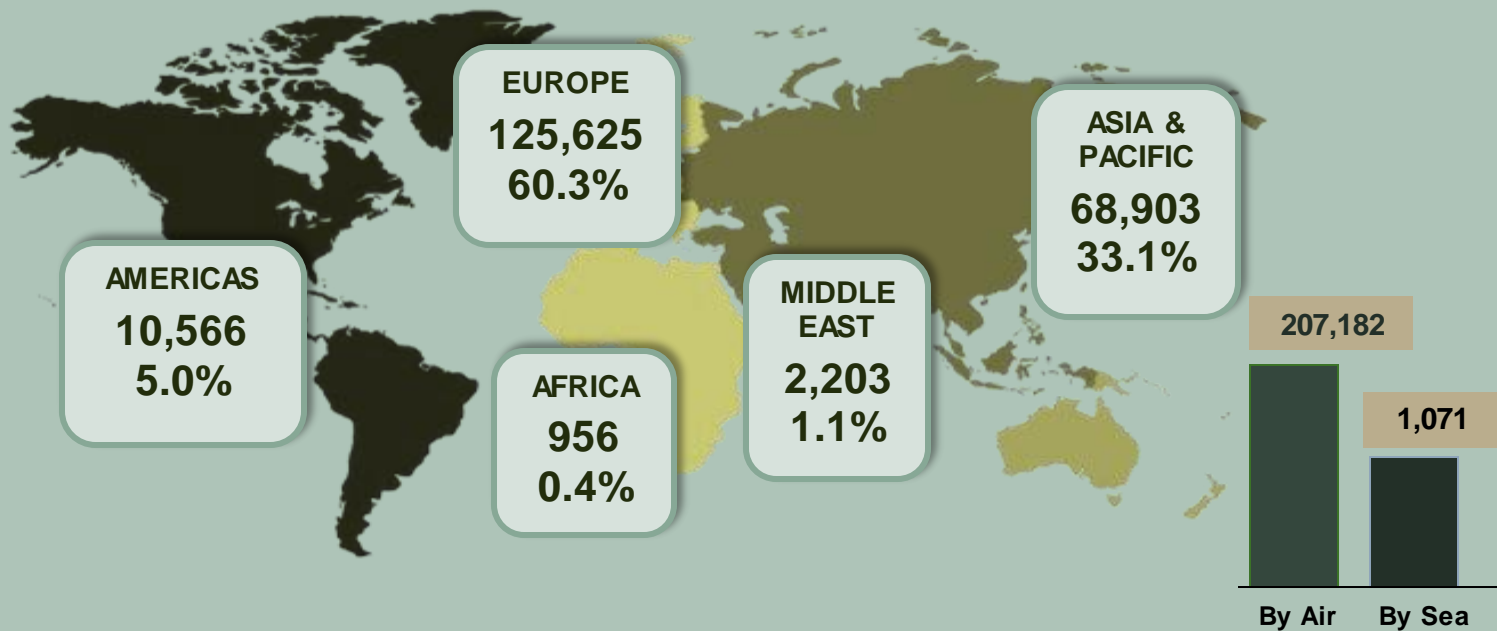 EUROPE
125,625
60.3%
ASIA &
PACIFIC
68,903
33.1%
AMERICAS
10,566
5.0%
MIDDLE
EAST
2,203
1.1%
AFRICA
956
0.4%
207,182
1,071
By Air
By Sea